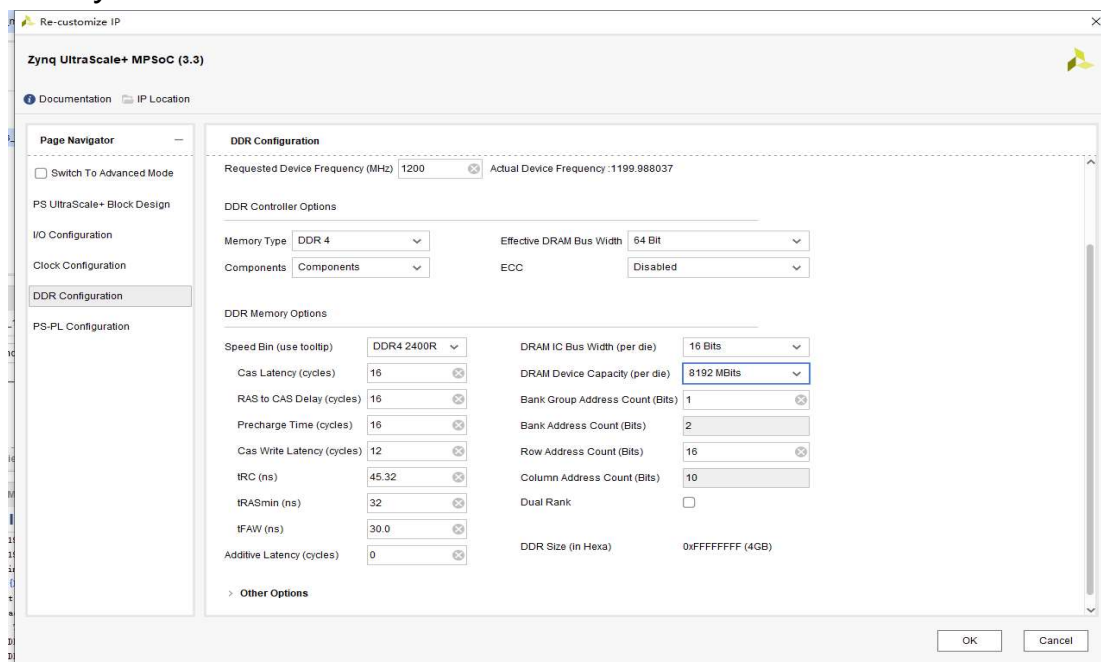 Re-customize IP
Zynq UltraScale+ MPSoC (3.3)
Documentation IP Location
Page Navigator
Switch To Advanced Mode
PS UltraScale+ Block Design
I/O Configuration
Clock Configuration
DDR Configuration
PS-PL Configuration
DDR Configuration
Requested Device Frequency (MHz) 1200 Actual Device Frequency :1199.988037
DDR Controller Options
Memory Type DDR 4 Effective DRAM Bus Width 64 Bit
Components Components ECC Disabled
DDR Memory Options
Speed Bin (use tooltip) DDR4 2400R DRAM IC Bus Width (per die) 16 Bits
Cas Latency (cycles) 16 DRAM Device Capacity (per die) 8192 MBits
RAS to CAS Delay (cycles) 16 Bank Group Address Count (Bits) 1
Precharge Time (cycles) 16 Bank Address Count (Bits) 2
Cas Write Latency (cycles) 12 Row Address Count (Bits) 16
tRC (ns) 45.32 Column Address Count (Bits) 10
tRASmin (ns) 32 Dual Rank
tFAW (ns) 30.0
Additive Latency (cycles) 0 DDR Size (in Hexa) 0xFFFFFFFF (4GB)
Other Options
OK Cancel